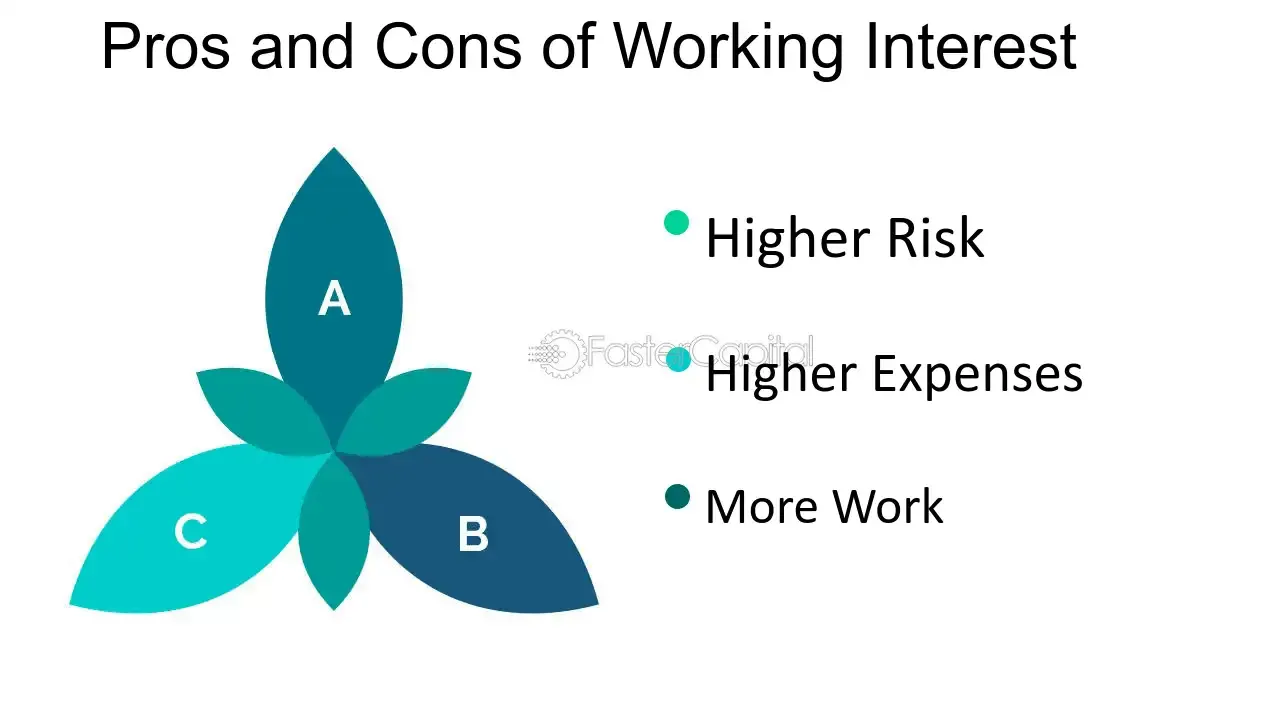 Pros and Cons of Working Interest
A
Higher Risk
FasterCapital
Higher Expenses
C
B
More Work